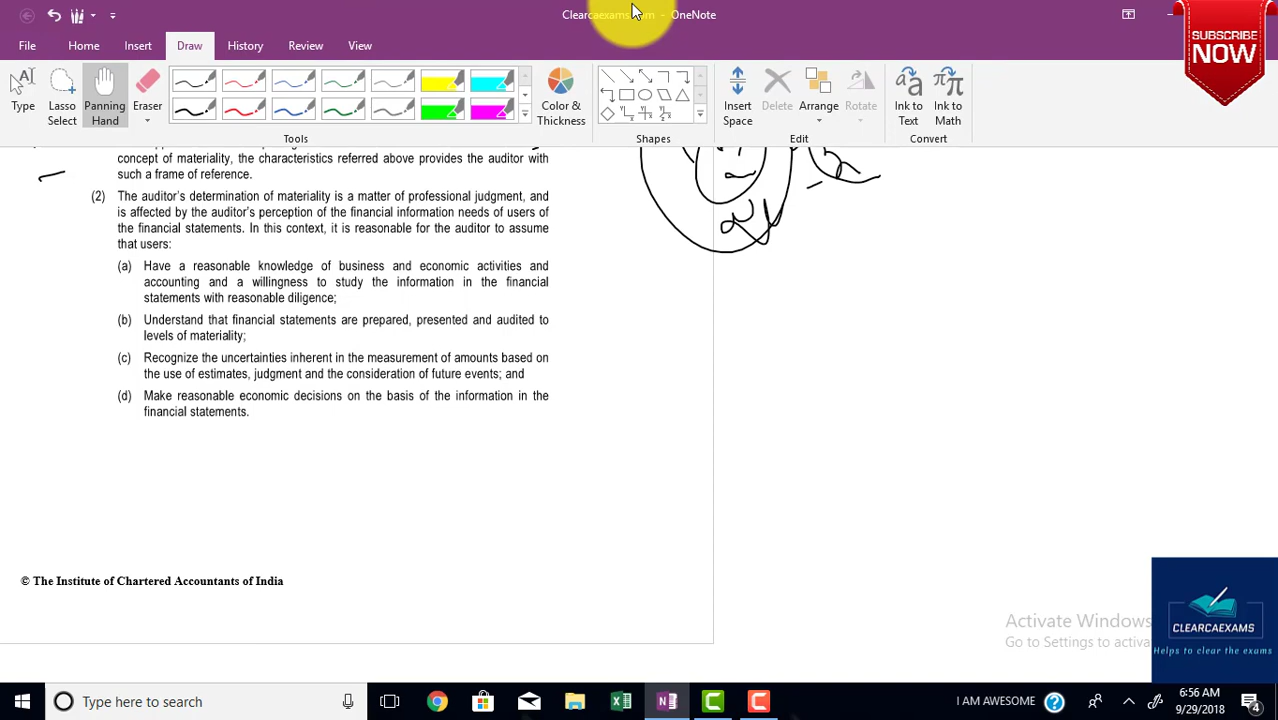 Clearcaexams.com - OneNote
SUBSCRIBE
NOW
File Home Insert Draw History Review View
Type
Lasso
Select
Panning
Hand
Eraser
Color &
Thickness
Insert
Space
Delete
Arrange
Rotate
Ink to
Text
Ink to
Math
Tools
Shapes
Edit
Convert
concept of materiality, the characteristics referred above provides the auditor with
such a frame of reference.
(2) The auditor's determination of materiality is a matter of professional judgment, and
is affected by the auditor's perception of the financial information needs of users of
the financial statements. In this context, it is reasonable for the auditor to assume
that users:
(a) Have a reasonable knowledge of business and economic activities and
accounting and a willingness to study the information in the financial
statements with reasonable diligence;
(b) Understand that financial statements are prepared, presented and audited to
levels of materiality;
(c) Recognize the uncertainties inherent in the measurement of amounts based on
the use of estimates, judgment and the consideration of future events; and
(d) Make reasonable economic decisions on the basis of the information in the
financial statements.
© The Institute of Chartered Accountants of India
Activate Windows
Go to Settings to activa
CLEARCAEXAMS
Helps to clear the exams
Type here to search
I AM AWESOME
6:56 AM
9/29/2018
4